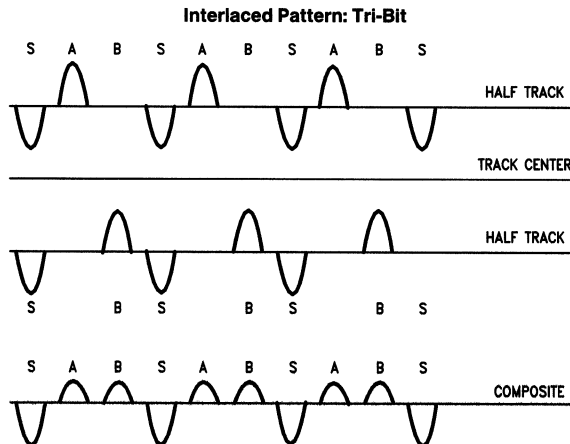 Interlaced Pattern: Tri-Bit
S A B S A B S A B S
HALF TRACK
TRACK CENTER
HALF TRACK
S B S B S B S
S A B S A B S A B S
COMPOSITE